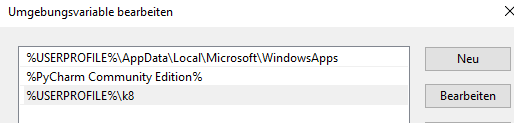 Umgebungsvariable bearbeiten
%USERPROFILE%\AppData\Local\Microsoft\WindowsApps
Neu
%PyCharm Community Edition%
%USERPROFILE%\k8
Bearbeiten